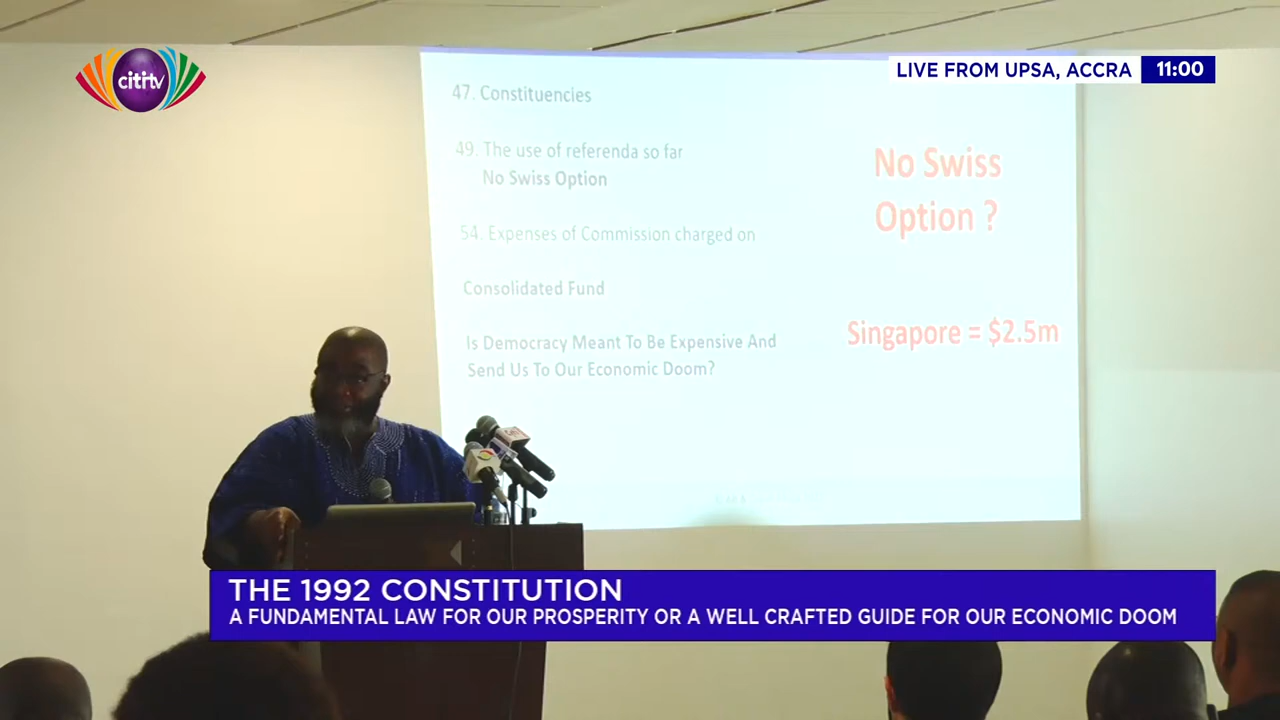 citi tv
LIVE FROM UPSA, ACCRA 11:00
47. Constituencies
49. The use of referenda so far
No Swiss Option
54. Expenses of Commission charged on
Consolidated Fund
Is Democracy Meant To Be Expensive And
Send Us To Our Economic Doom?
No Swiss
Option ?
Singapore = $2.5m
THE 1992 CONSTITUTION
A FUNDAMENTAL LAW FOR OUR PROSPERITY OR A WELL CRAFTED GUIDE FOR OUR ECONOMIC DOOM